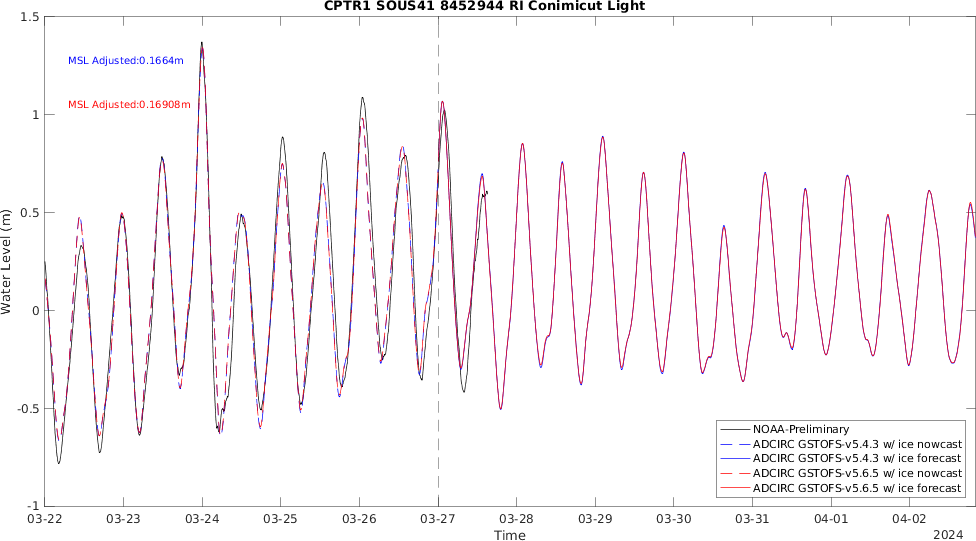 CPTR1 SOUS41 8452944 RI Conimicut Light
1.5
MSL Adjusted:0.1664m
MSL Adjusted:0.16908m
1
0.5
0
-0.5
-1
Water Level (m)
NOAA-Preliminary
ADCIRC GSTOFS-v5.4.3 w/ ice nowcast
ADCIRC GSTOFS-v5.4.3 w/ ice forecast
ADCIRC GSTOFS-v5.6.5 w/ ice nowcast
ADCIRC GSTOFS-v5.6.5 w/ ice forecast
03-22 03-23 03-24 03-25 03-26 03-27 03-28 03-29 03-30 03-31 04-01 04-02
Time
2024